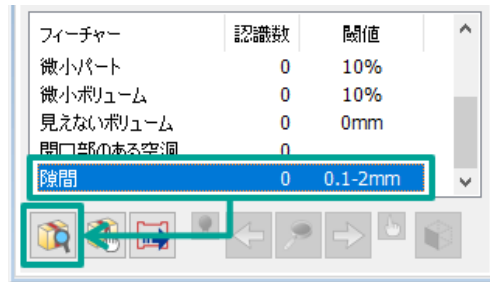 フィーチャー 認識数 閾値
微小パート 0 10%
微小ボリューム 0 10%
見えないボリューム 0 0mm
開口部のある空洞 0
隙間 0 0.1-2mm